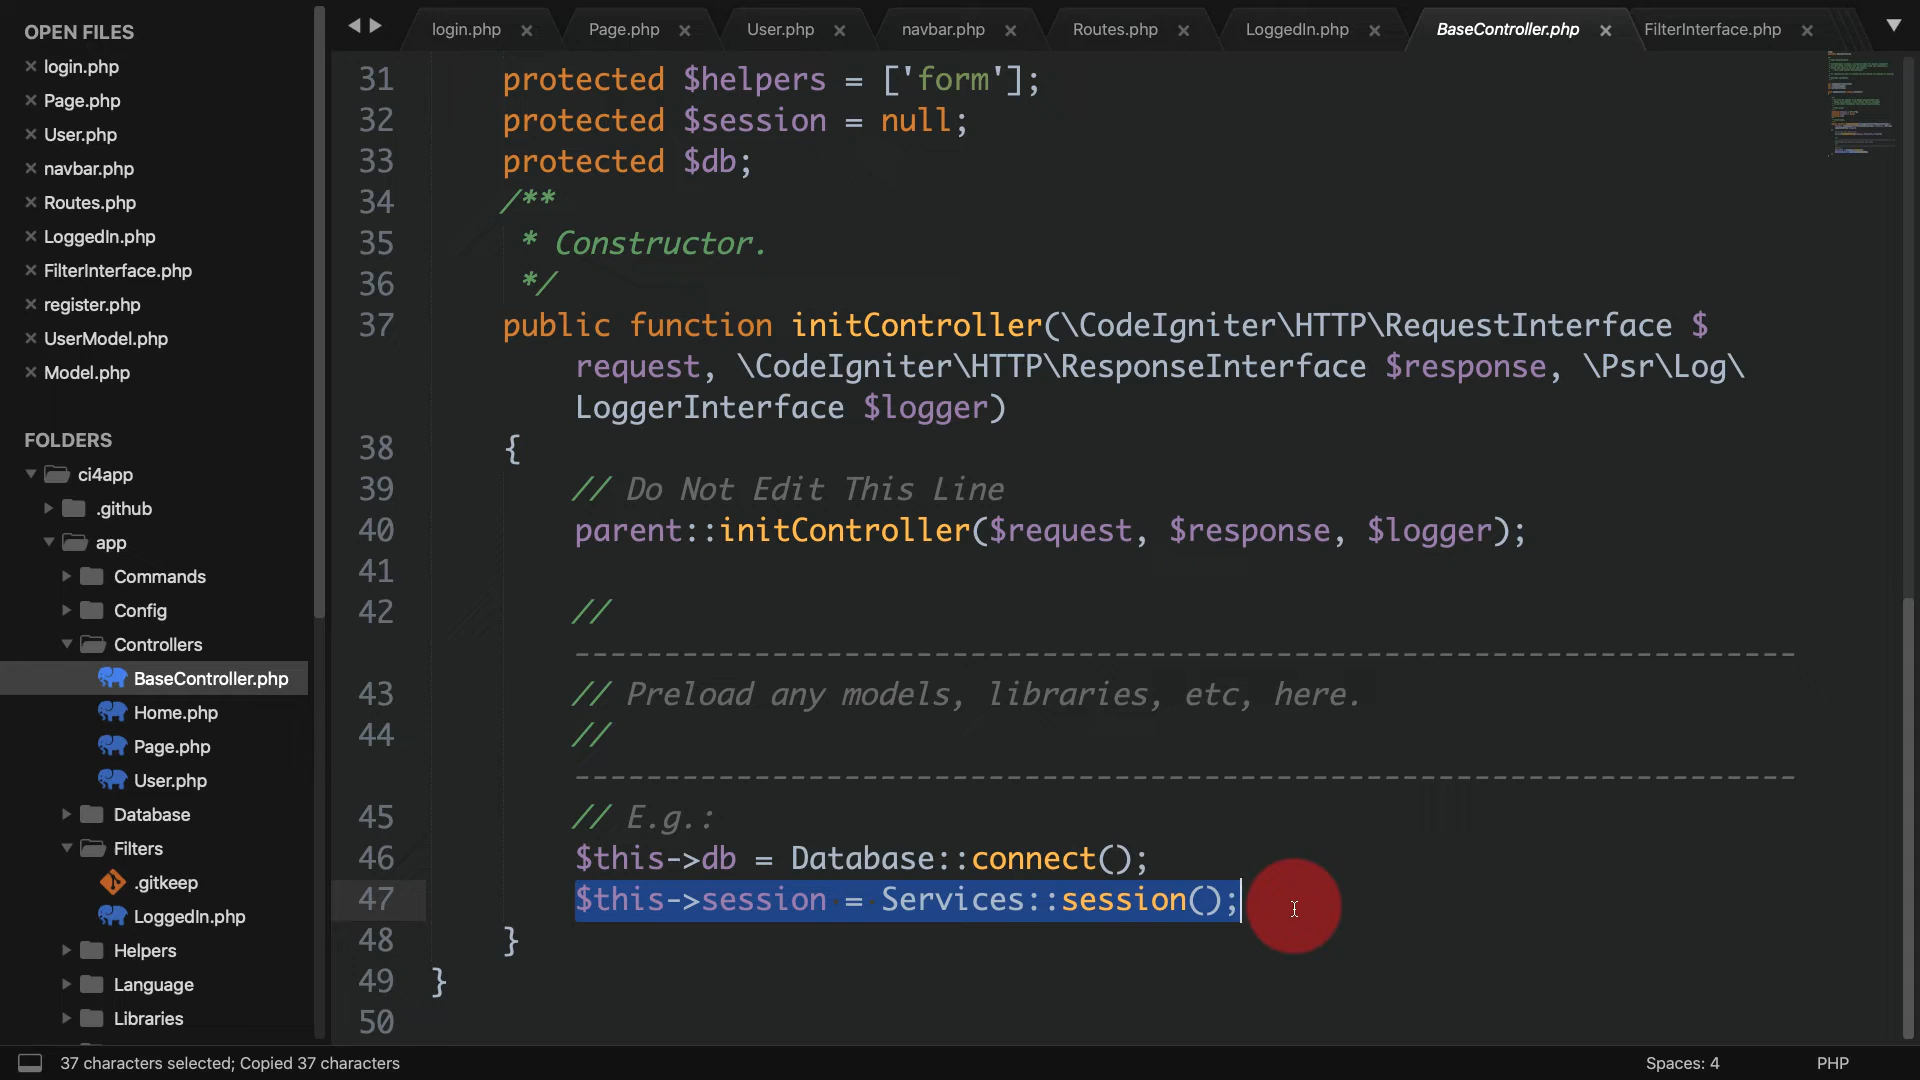 OPEN FILES
login.php
Page.php
User.php
navbar.php
Routes.php
LoggedIn.php
FilterInterface.php
register.php
UserModel.php
Model.php
FOLDERS
ci4app
.github
app
Commands
Config
Controllers
BaseController.php
Home.php
Page.php
User.php
Database
Filters
.gitkeep
LoggedIn.php
Helpers
Language
Libraries
login.php Page.php User.php navbar.php Routes.php LoggedIn.php BaseController.php FilterInterface.php
31 protected $helpers = ['form'];
32 protected $session = null;
33 protected $db;
34 /**
35 * Constructor.
36 */
37 public function initController(\CodeIgniter\HTTP\RequestInterface $
request, \CodeIgniter\HTTP\ResponseInterface $response, \Psr\Log\
LoggerInterface $logger)
38 {
39 // Do Not Edit This Line
40 parent::initController($request, $response, $logger);
41
42 //
--------------------------------------------------------------------
43 // Preload any models, libraries, etc, here.
44 //
--------------------------------------------------------------------
45 // E.g.:
46 $this->db = Database::connect();
47 $this->session = Services::session();
48 }
49 }
50
37 characters selected; Copied 37 characters
Spaces: 4 PHP